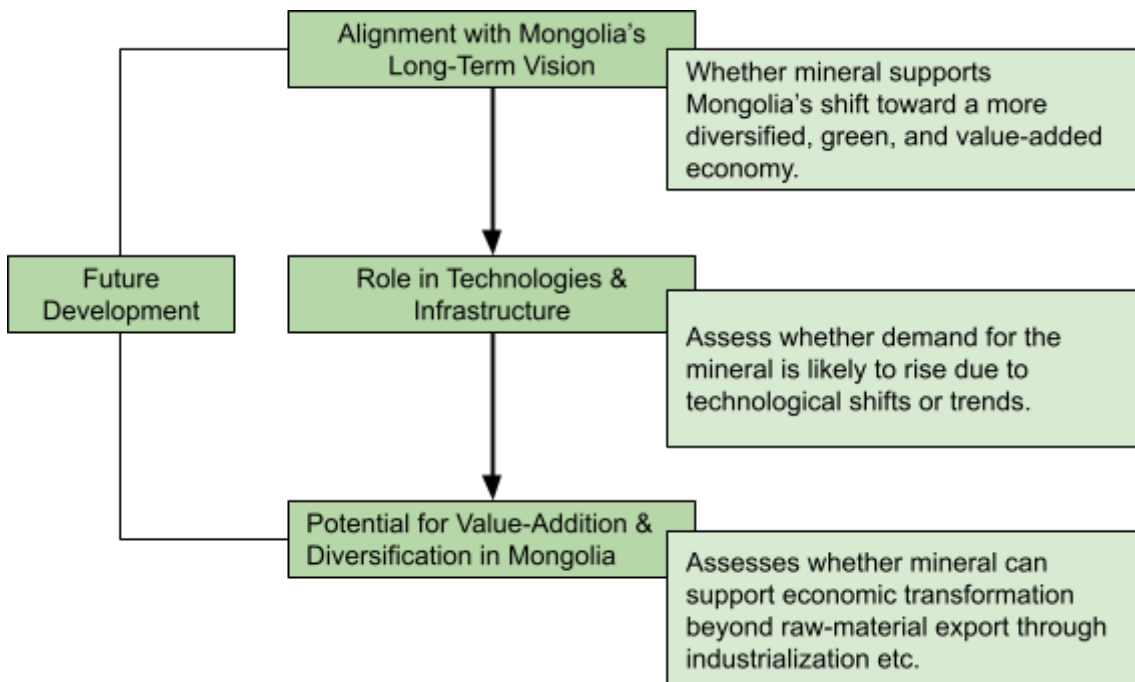 Alignment with Mongolia’s
Long-Term Vision
Whether mineral supports
Mongolia’s shift toward a more
diversified, green, and value-added
economy.
Future
Development
Role in Technologies &
Infrastructure
Assess whether demand for the
mineral is likely to rise due to
technological shifts or trends.
Potential for Value-Addition &
Diversification in Mongolia
Assesses whether mineral can
support economic transformation
beyond raw-material export through
industrialization etc.